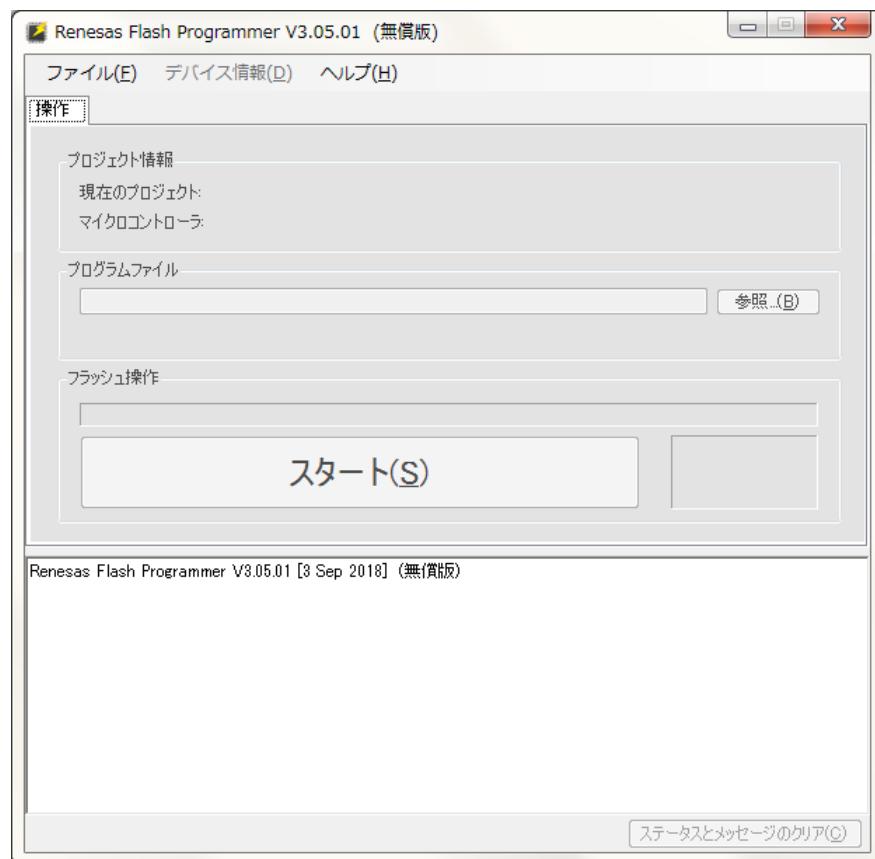 Renesas Flash Programmer V3.05.01 (無償版)
ファイル(F) デバイス情報(D) ヘルプ(H)
操作
プロジェクト情報
現在のプロジェクト:
マイクロコントローラ:
プログラムファイル
参照...(B)
フラッシュ操作
スタート(S)
Renesas Flash Programmer V3.05.01 [3 Sep 2018] (無償版)
ステータスとメッセージのクリア(C)